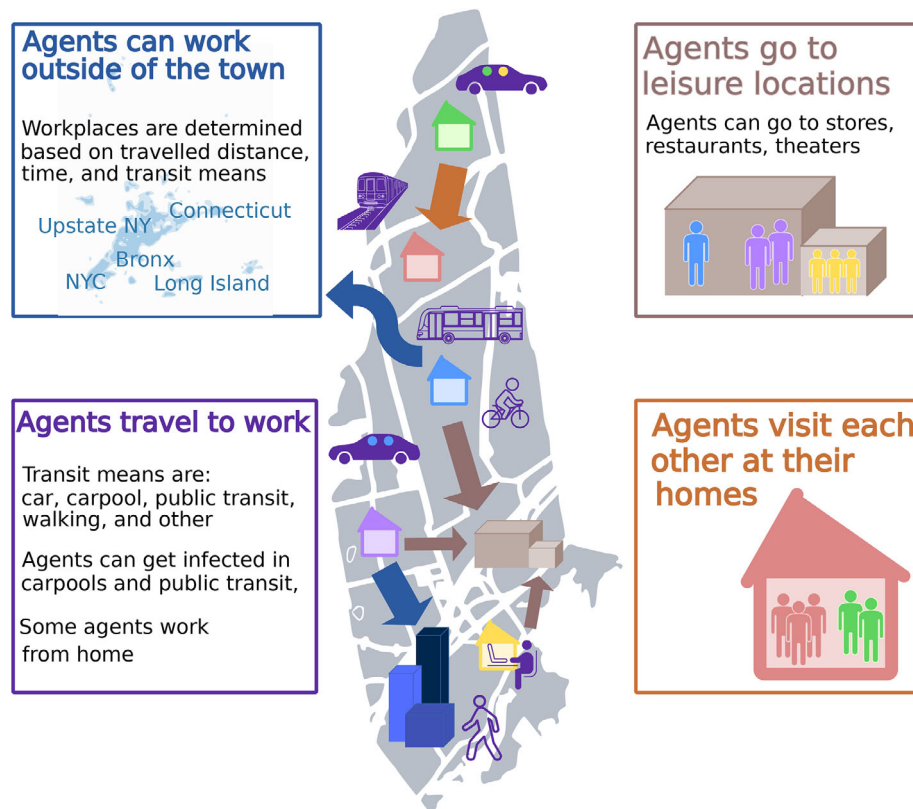 Agents can work
outside of the town
Workplaces are determined
based on travelled distance,
time, and transit means
Connecticut
Upstate NY
Bronx
NYC
Long Island
Agents go to
leisure locations
Agents can go to stores,
restaurants, theaters
Agents travel to work
Transit means are:
car, carpool, public transit,
walking, and other
Agents can get infected in
carpools and public transit,
Some agents work
from home
Agents visit each
other at their
homes